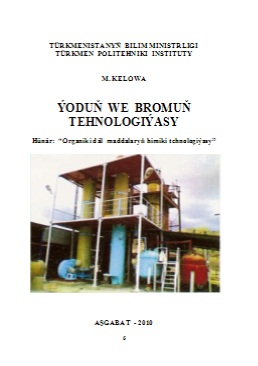 TÜRKMENISTANYŇ BILIM MINISTRLIGI
TÜRKMEN POLITEHNIKI INSTITUTY
M. KELOWA
ÝODUŇ WE BROMUŇ
TEHNOLOGIÝASY
Hünär: "Organiki däl maddalaryň himiki tehnologiýasy"
AŞGABAT - 2010